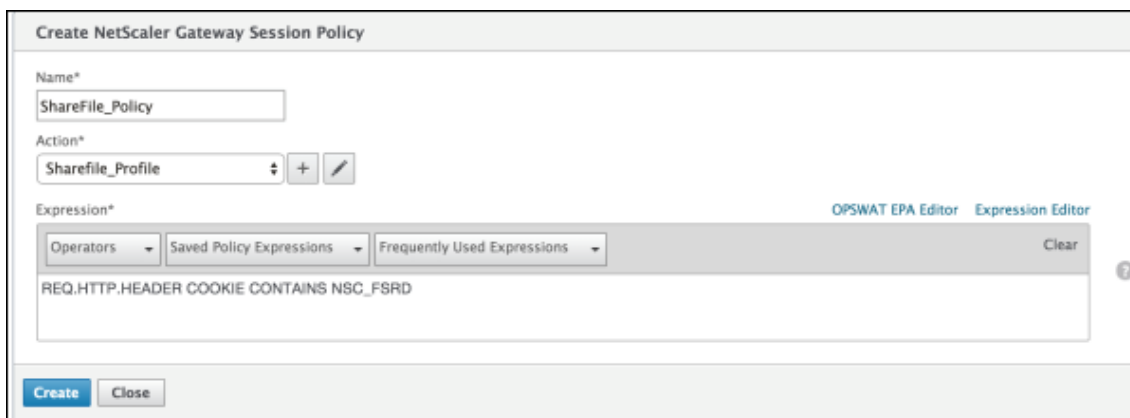 Create NetScaler Gateway Session Policy
Name*
ShareFile_Policy
Action*
Sharefile_Profile
+
Expression*
OPSWAT EPA Editor Expression Editor
Operators Saved Policy Expressions Frequently Used Expressions Clear
REQ.HTTP.HEADER COOKIE CONTAINS NSC_FSRD
?
Create Close